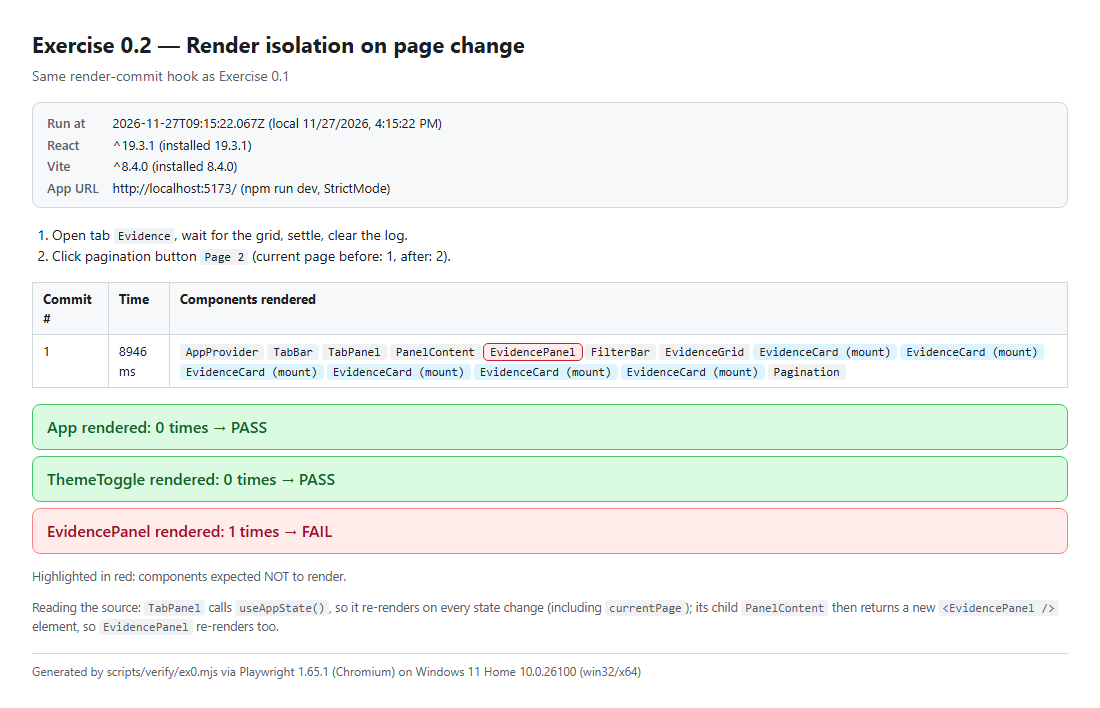 Exercise 0.2 — Render isolation on page change
Same render-commit hook as Exercise 0.1
Run at 2026-11-27T09:15:22.067Z (local 11/27/2026, 4:15:22 PM)
React ^19.3.1 (installed 19.3.1)
Vite ^8.4.0 (installed 8.4.0)
App URL http://localhost:5173/ (npm run dev, StrictMode)
1. Open tab Evidence, wait for the grid, settle, clear the log.
2. Click pagination button Page 2 (current page before: 1, after: 2).
Commit # Time Components rendered
1 8946 ms AppProvider TabBar TabPanel PanelContent EvidencePanel FilterBar EvidenceGrid EvidenceCard (mount) EvidenceCard (mount)
EvidenceCard (mount) EvidenceCard (mount) EvidenceCard (mount) EvidenceCard (mount) Pagination
App rendered: 0 times → PASS
ThemeToggle rendered: 0 times → PASS
EvidencePanel rendered: 1 times → FAIL
Highlighted in red: components expected NOT to render.
Reading the source: TabPanel calls useAppState(), so it re-renders on every state change (including currentPage); its child PanelContent then returns a new <EvidencePanel />
element, so EvidencePanel re-renders too.
Generated by scripts/verify/ex0.mjs via Playwright 1.65.1 (Chromium) on Windows 11 Home 10.0.26100 (win32/x64)